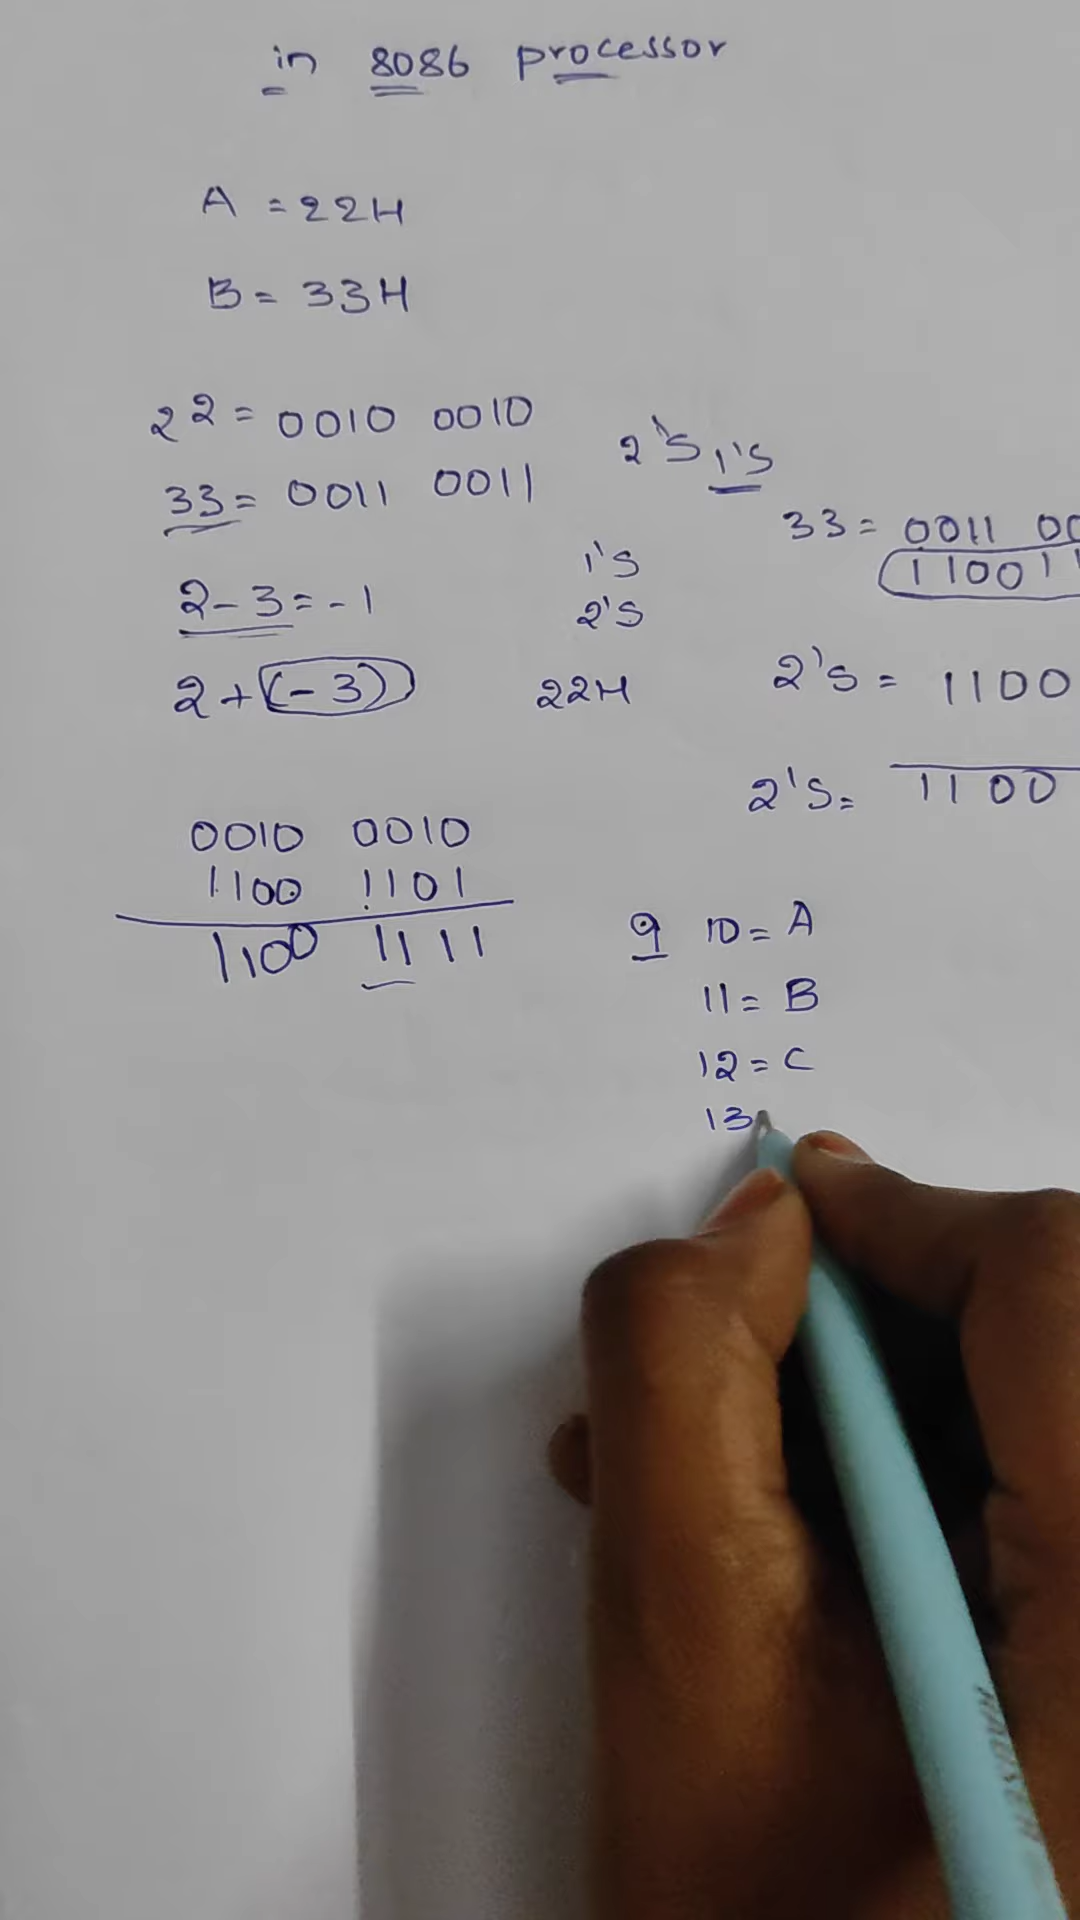 in 8086 processor
A = 22H
B = 33H
22 = 0010 0010
33 = 0011 0011
2's 1's
33 = 0011 00
110011
1's
2's
2 - 3 = - 1
2 + (- 3)
22H
2's = 1100
2's = 1100
0010 0010
1100 1101
1100 1111
9 10 = A
11 = B
12 = C
13